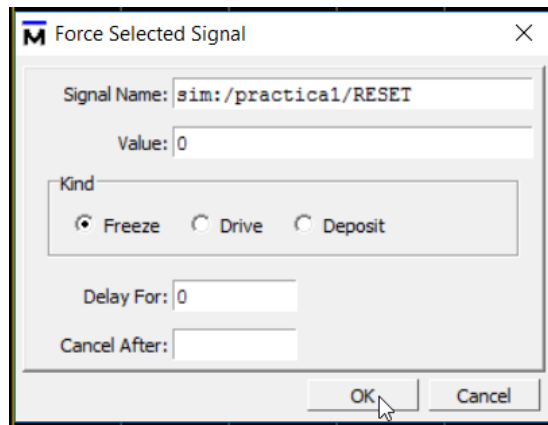 M Force Selected Signal
Signal Name: sim:/practica1/RESET
Value: 0
Kind
Freeze Drive Deposit
Delay For: 0
Cancel After:
OK Cancel